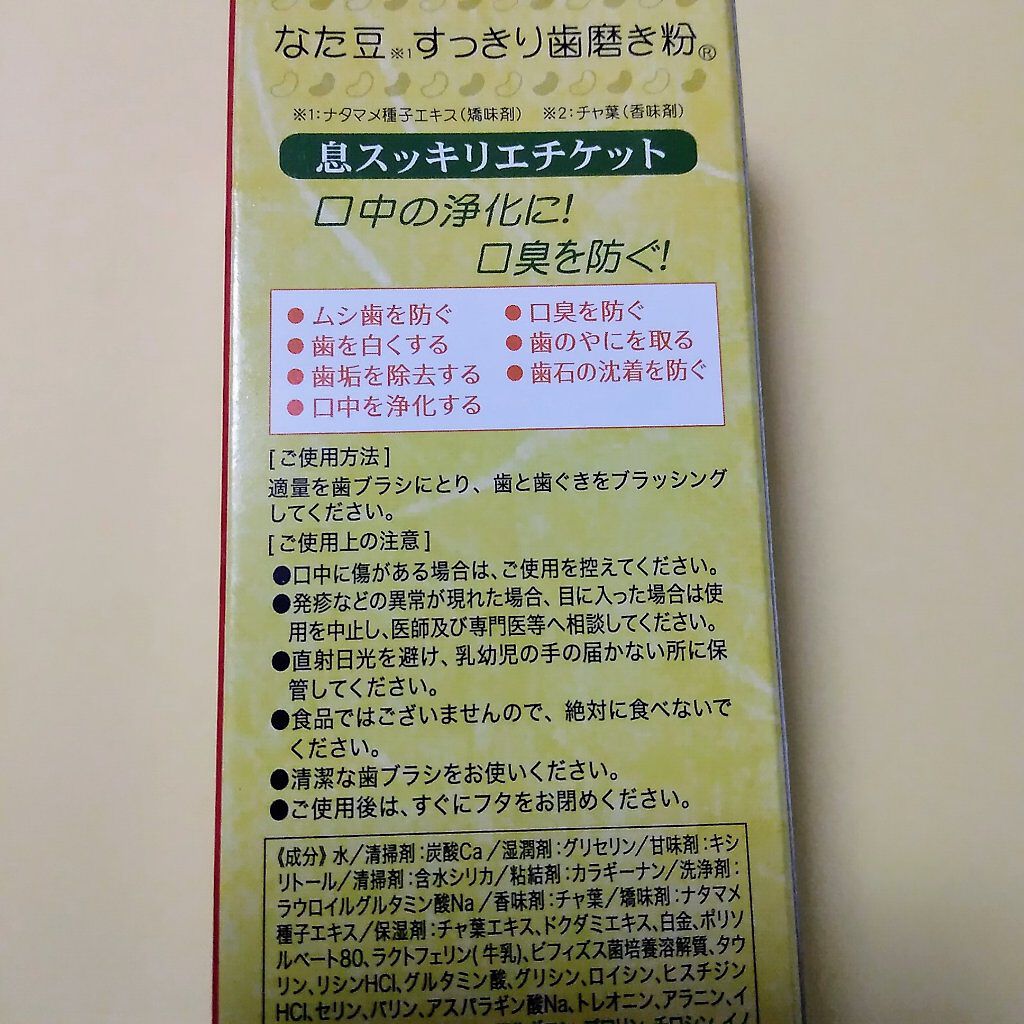 なた豆※1すっきり歯磨き粉®
※1:ナタマメ種子エキス(矯味剤) ※2:チャ葉(香味剤)
息スッキリエチケット
口中の浄化に!
口臭を防ぐ!
●ムシ歯を防ぐ ●口臭を防ぐ
●歯を白くする ●歯のやにを取る
●歯垢を除去する ●歯石の沈着を防ぐ
●口中を浄化する
[ご使用方法]
適量を歯ブラシにとり、歯と歯ぐきをブラッシング
してください。
[ご使用上の注意]
●口中に傷がある場合は、ご使用を控えてください。
●発疹などの異常が現れた場合、目に入った場合は使
用を中止し、医師及び専門医等へ相談してください。
●直射日光を避け、乳幼児の手の届かない所に保
管してください。
●食品ではございませんので、絶対に食べないで
ください。
●清潔な歯ブラシをお使いください。
●ご使用後は、すぐにフタをお閉めください。
《成分》水/清掃剤:炭酸Ca/湿潤剤:グリセリン/甘味剤:キシ
リトール/清掃剤:含水シリカ/粘結剤:カラギーナン/洗浄剤:
ラウロイルグルタミン酸Na/香味剤:チャ葉/矯味剤:ナタマメ
種子エキス/保湿剤:チャ葉エキス、ドクダミエキス、白金、ポリソ
ルベート80、ラクトフェリン(牛乳)、ビフィズス菌培養溶解質、タウ
リン、リシンHCl、グルタミン酸、グリシン、ロイシン、ヒスチジン
HCl、セリン、バリン、アスパラギン酸Na、トレオニン、アラニン、イ